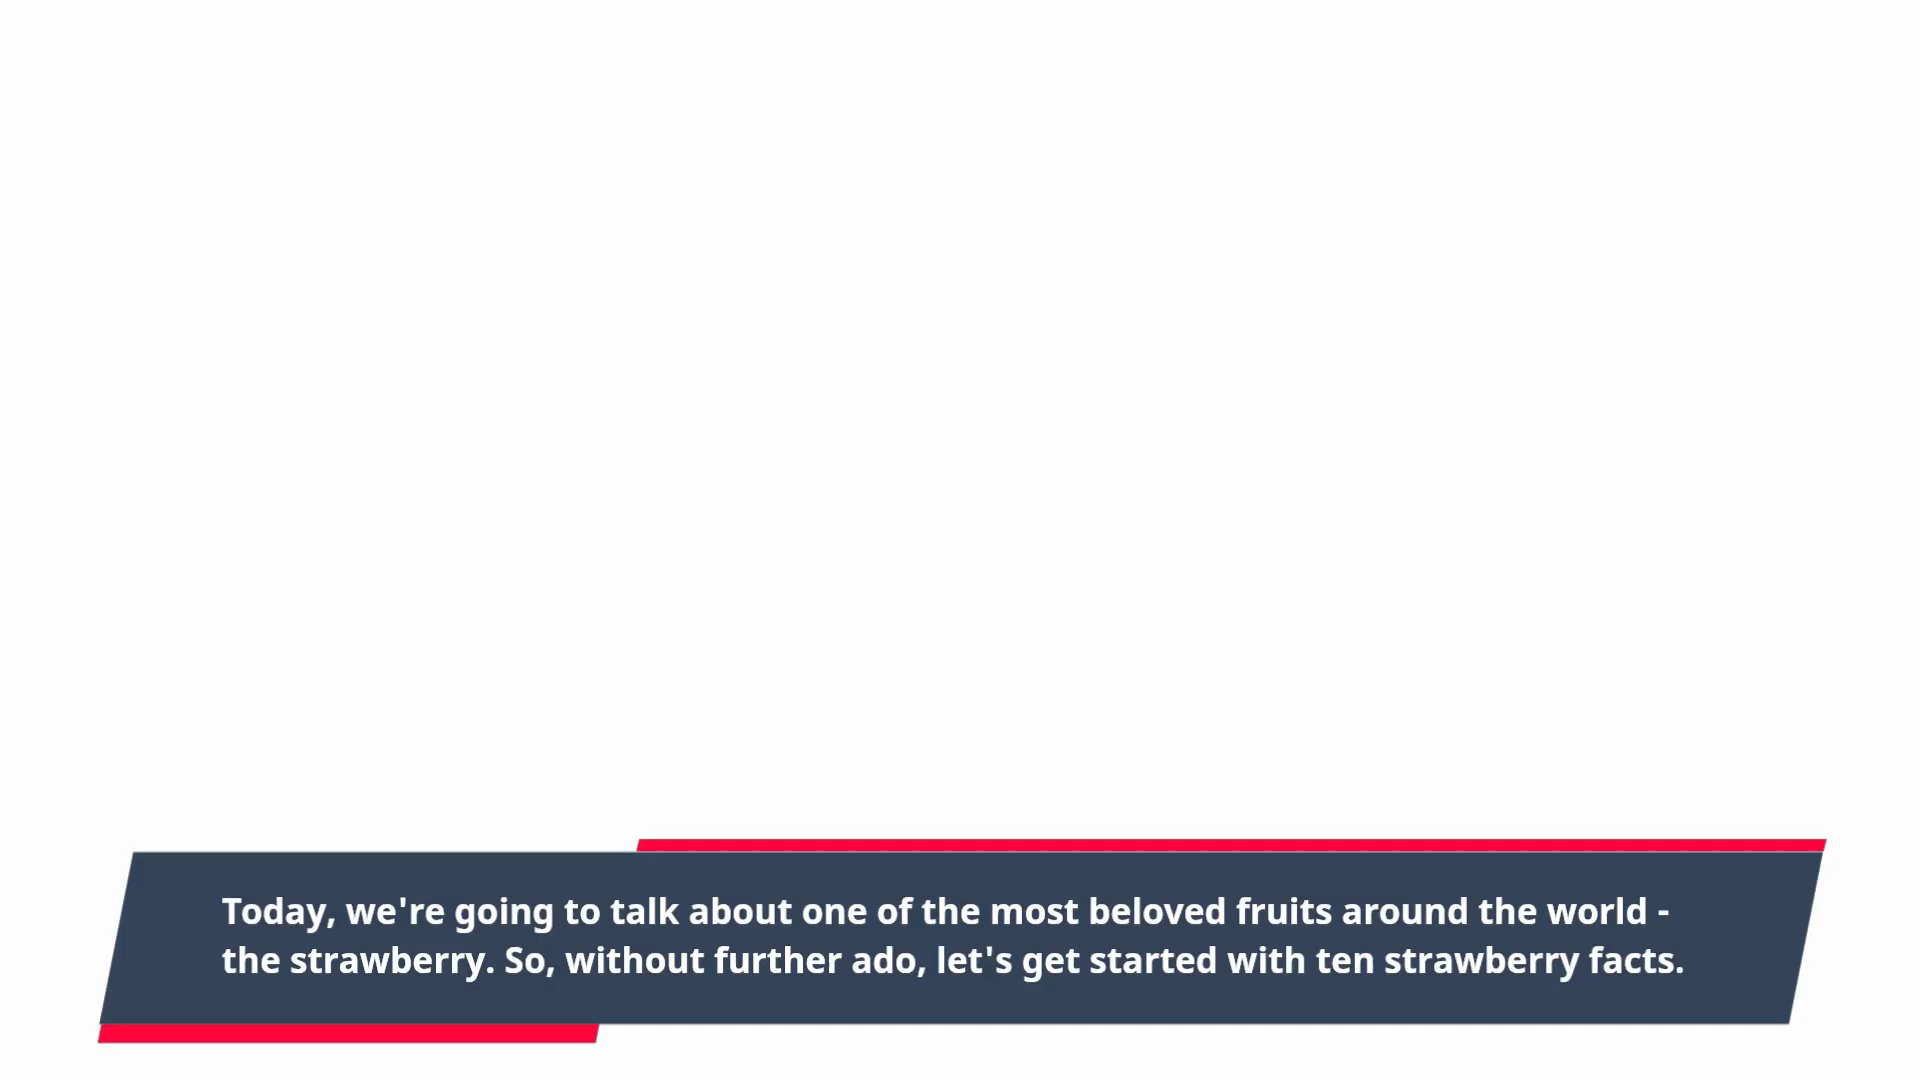 Today, we're going to talk about one of the most beloved fruits around the world -
the strawberry. So, without further ado, let's get started with ten strawberry facts.